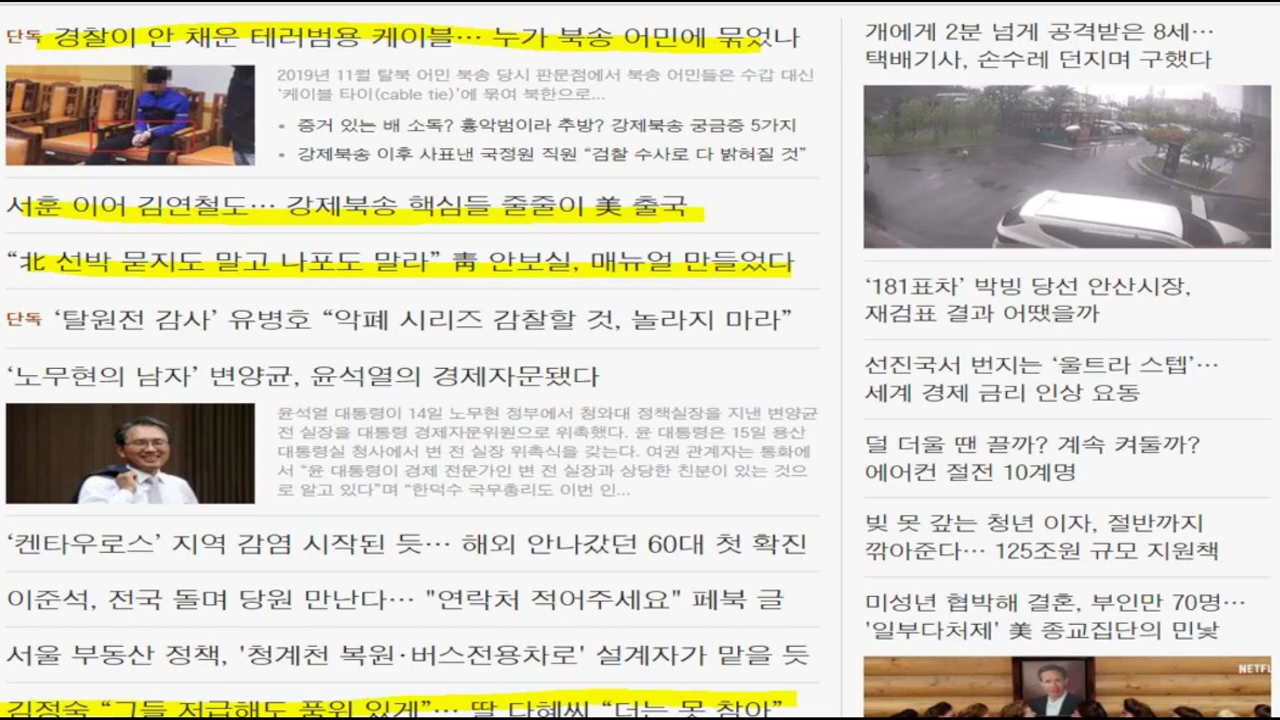 단독 경찰이 안 채운 테러범용 케이블… 누가 북송 어민에 묶었나
2019년 11월 탈북 어민 북송 당시 판문점에서 북송 어민들은 수갑 대신
‘케이블 타이(cable tie)’에 묶여 북한으로...
• 증거 있는 배 소독? 흉악범이라 추방? 강제북송 궁금증 5가지
• 강제북송 이후 사표낸 국정원 직원 “검찰 수사로 다 밝혀질 것”
서훈 이어 김연철도… 강제북송 핵심들 줄줄이 美 출국
“北 선박 묻지도 말고 나포도 말라” 靑 안보실, 매뉴얼 만들었다
단독 ‘탈원전 감사’ 유병호 “악폐 시리즈 감찰할 것, 놀라지 마라”
‘노무현의 남자’ 변양균, 윤석열의 경제자문됐다
윤석열 대통령이 14일 노무현 정부에서 청와대 정책실장을 지낸 변양균
전 실장을 대통령 경제자문위원으로 위촉했다. 윤 대통령은 15일 용산
대통령실 청사에서 변 전 실장 위촉식을 갖는다. 여권 관계자는 통화에
서 “윤 대통령이 경제 전문가인 변 전 실장과 상당한 친분이 있는 것으
로 알고 있다”며 “한덕수 국무총리도 이번 인...
‘켄타우로스’ 지역 감염 시작된 듯… 해외 안나갔던 60대 첫 확진
이준석, 전국 돌며 당원 만난다… "연락처 적어주세요" 페북 글
서울 부동산 정책, '청계천 복원·버스전용차로' 설계자가 맡을 듯
김정숙 “그들 저급해도 품위 있게”… 딸 다혜씨 “더는 못 참아”
개에게 2분 넘게 공격받은 8세…
택배기사, 손수레 던지며 구했다
‘181표차’ 박빙 당선 안산시장,
재검표 결과 어땠을까
선진국서 번지는 ‘울트라 스텝’…
세계 경제 금리 인상 요동
덜 더울 땐 끌까? 계속 켜둘까?
에어컨 절전 10계명
빚 못 갚는 청년 이자, 절반까지
깎아준다… 125조원 규모 지원책
미성년 협박해 결혼, 부인만 70명…
'일부다처제' 美 종교집단의 민낯
NETFL